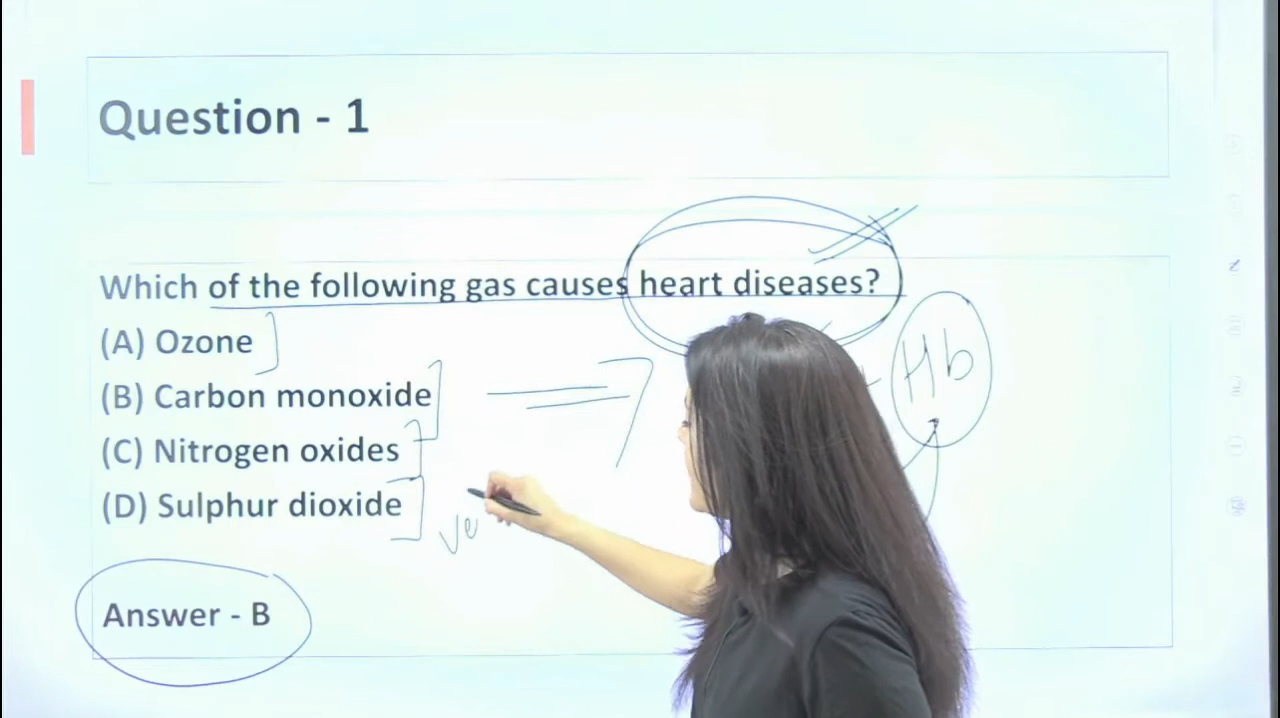 Question - 1
Which of the following gas causes heart diseases?
(A) Ozone
(B) Carbon monoxide
(C) Nitrogen oxides
(D) Sulphur dioxide
Answer - B
Hb
ve